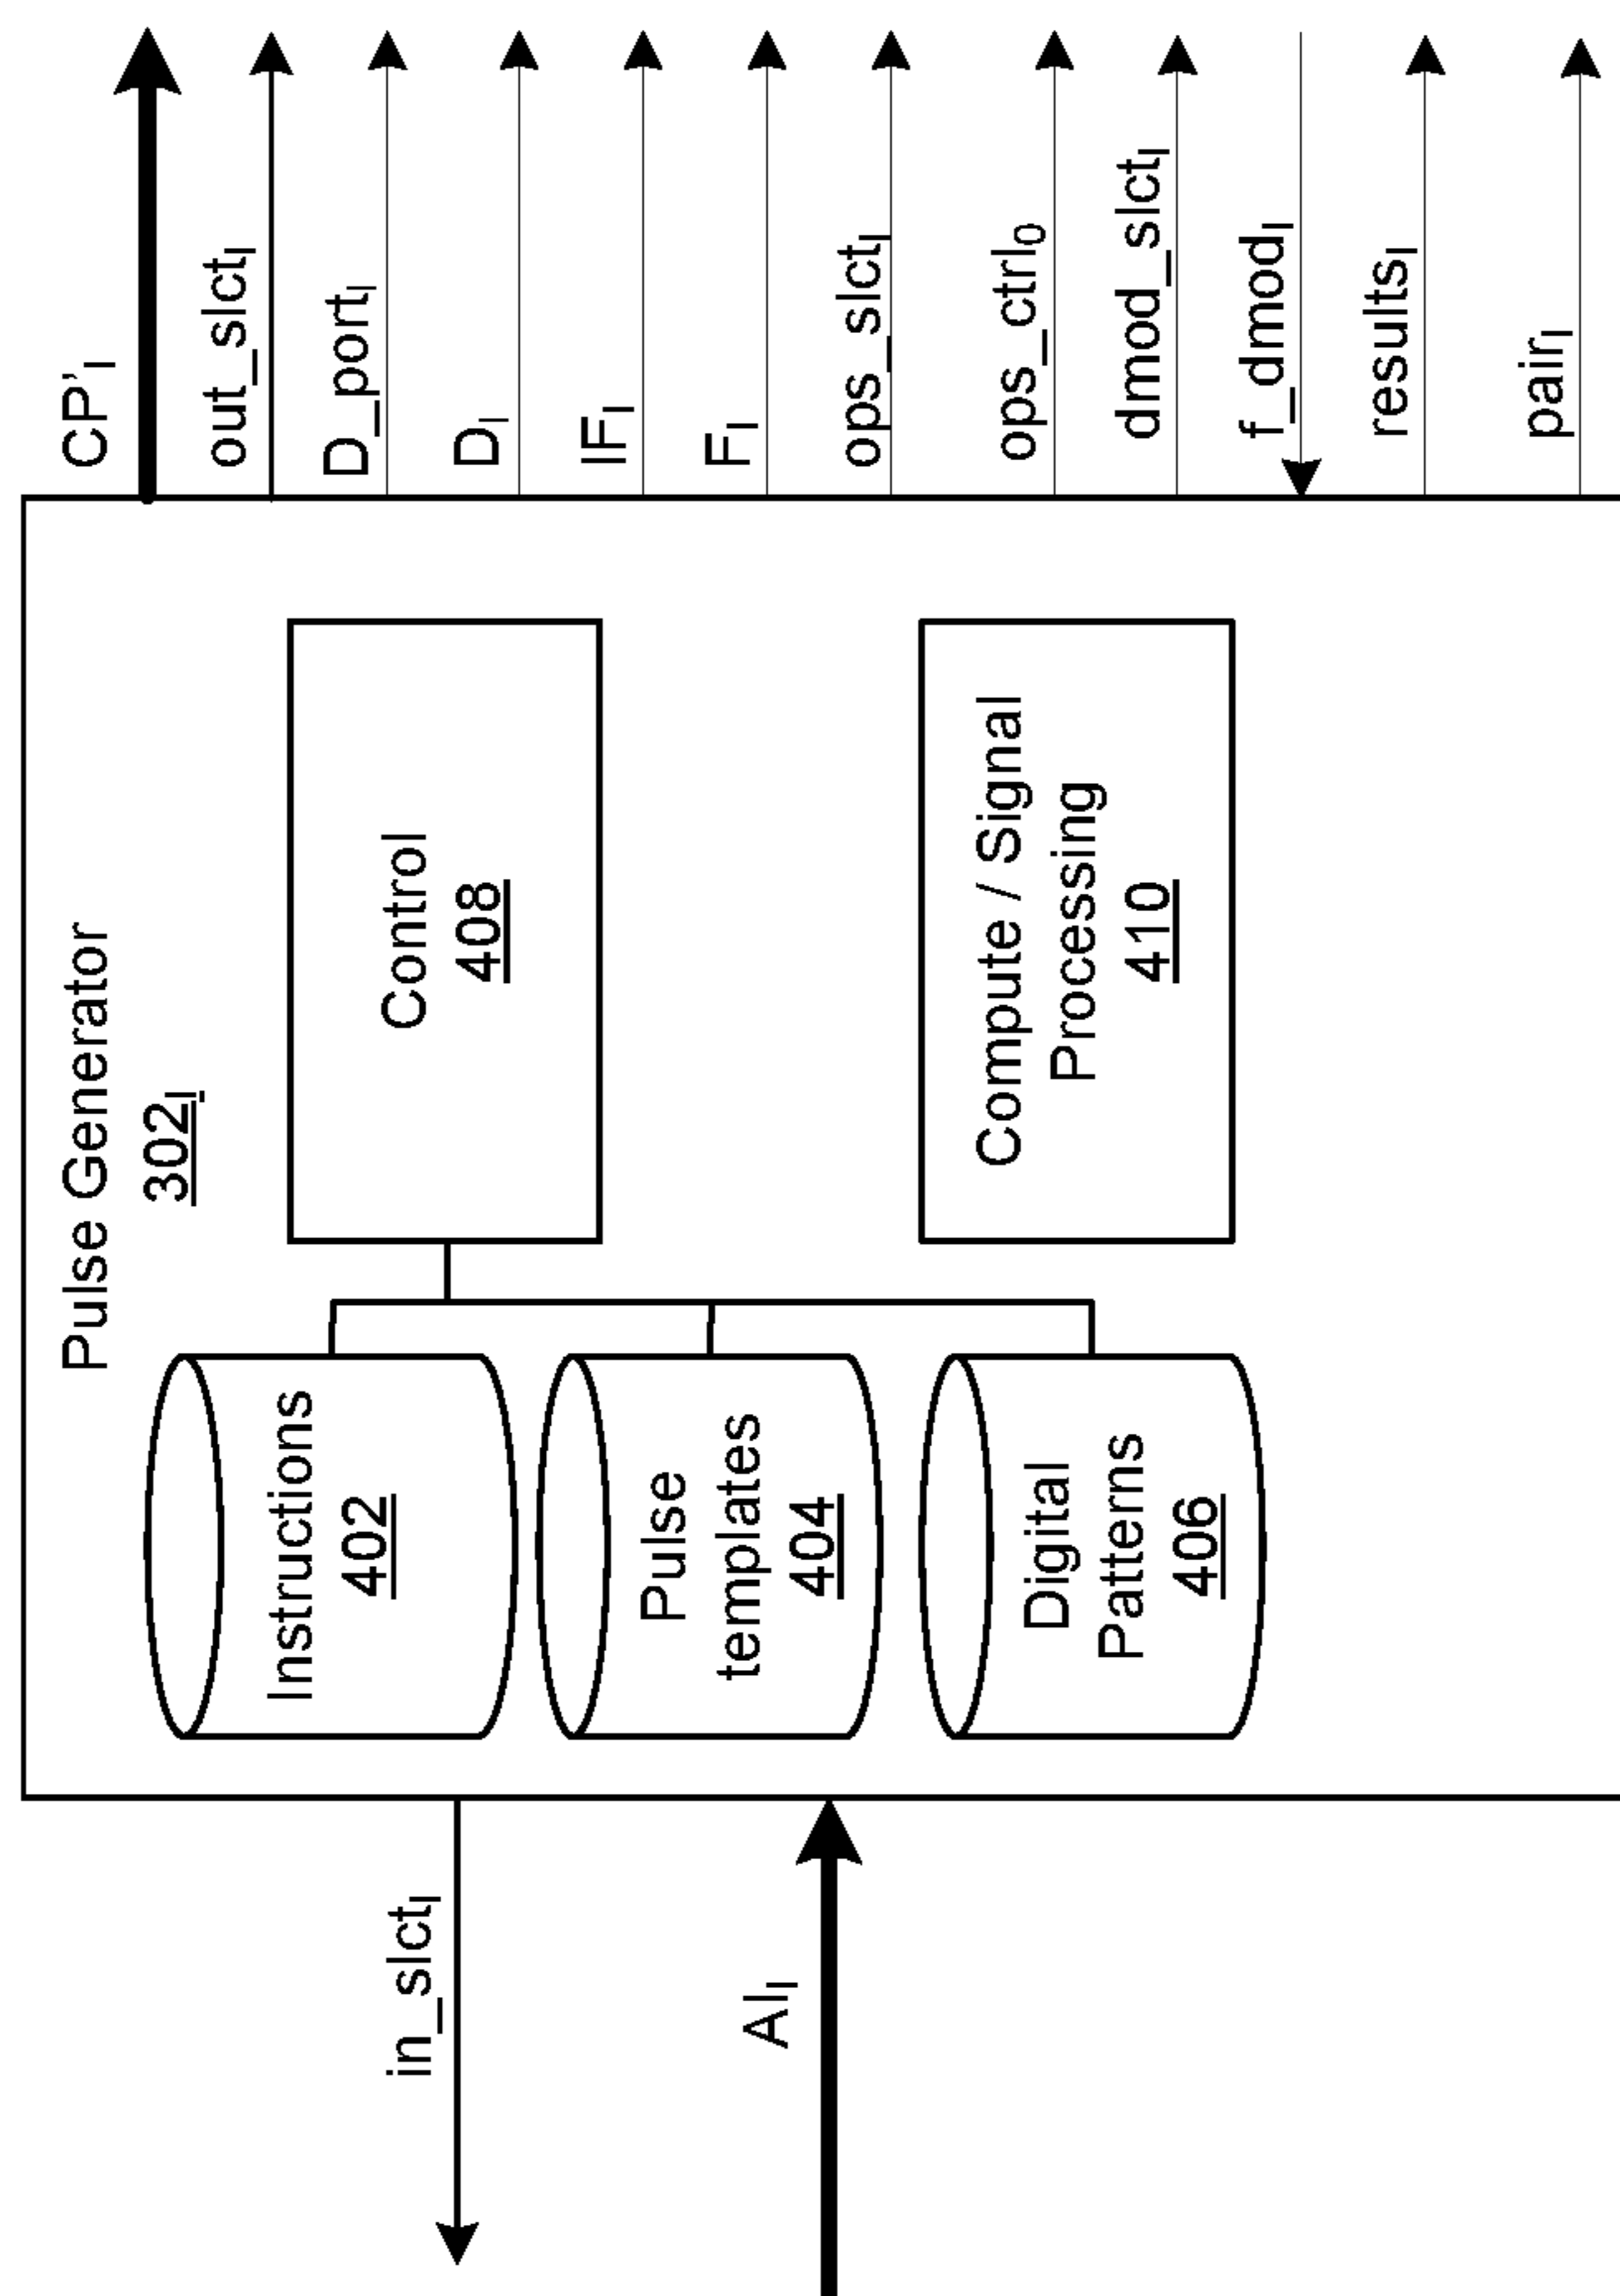 Pulse Generator
302ₗ
Instructions
402
Pulse
templates
404
Digital
Patterns
406
Control
408
Compute / Signal
Processing
410
in_slctₗ
AIₗ
CP'ₗ
out_slctₗ
D_portₗ
Dₗ
IFₗ
Fₗ
ops_slctₗ
ops_ctrl₀
dmod_slctₗ
f_dmodₗ
resultsₗ
pairₗ